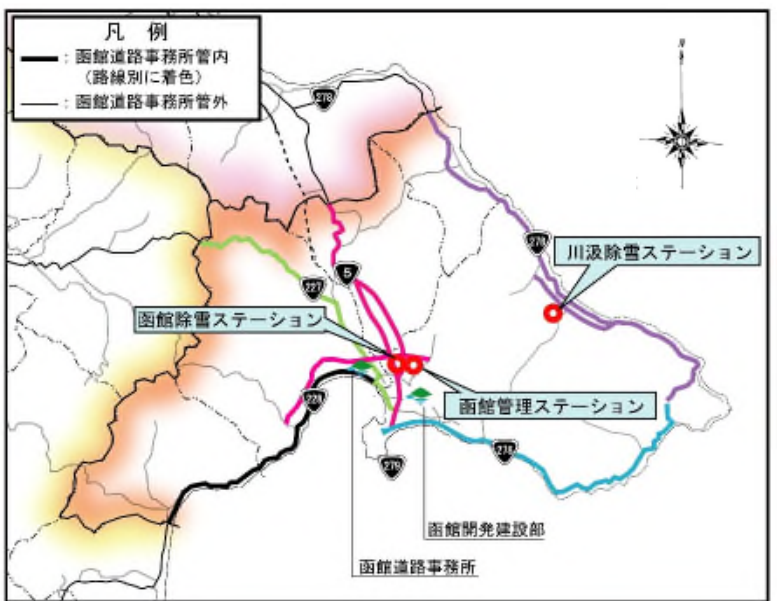 凡 例
：函館道路事務所管内
（路線別に着色）
：函館道路事務所管外
278
N
278
川汲除雪ステーション
5
227
函館除雪ステーション
函館管理ステーション
228
278
279
函館開発建設部
函館道路事務所